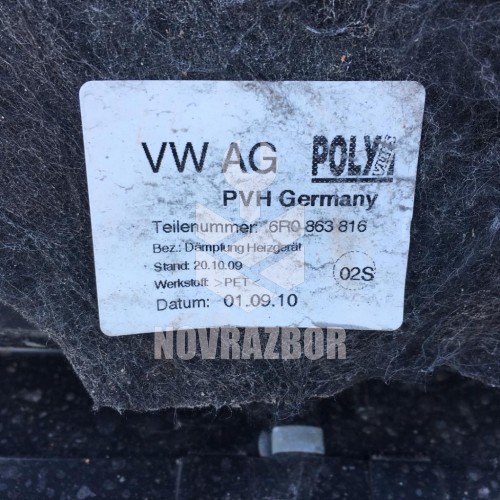 VW AG
POLY
PVH Germany
Teilenummer: 6R0 863 816
Bez.: Dämpfung Heizgerät
Stand: 20.10.09
02S
Werkstoff: >PET<
Datum: 01.09.10
NOVRAZBOR